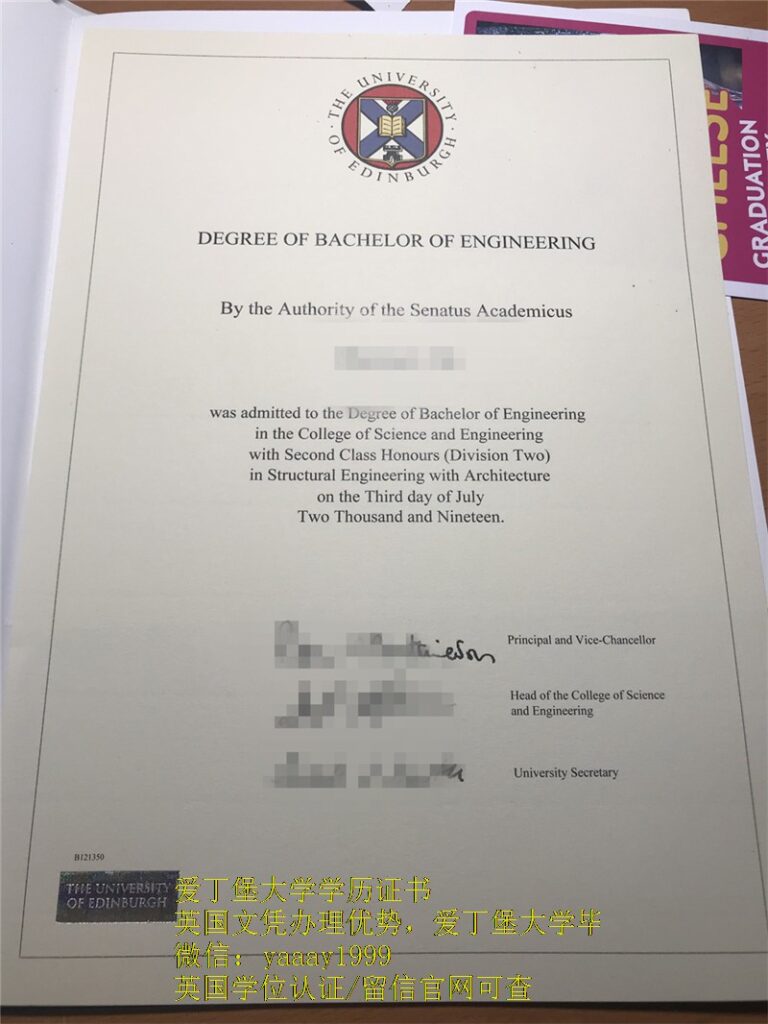 THE UNIVERSITY
OF EDINBURGH
GRADUATION
DEGREE OF BACHELOR OF ENGINEERING
By the Authority of the Senatus Academicus
was admitted to the Degree of Bachelor of Engineering
in the College of Science and Engineering
with Second Class Honours (Division Two)
in Structural Engineering with Architecture
on the Third day of July
Two Thousand and Nineteen.
Principal and Vice-Chancellor
Head of the College of Science
and Engineering
University Secretary
B121350
THE UNIVERSITY
OF EDINBURGH
爱丁堡大学学历证书
英国文凭办理优势，爱丁堡大学毕
微信：yaaay1999
英国学位认证/留信官网可查